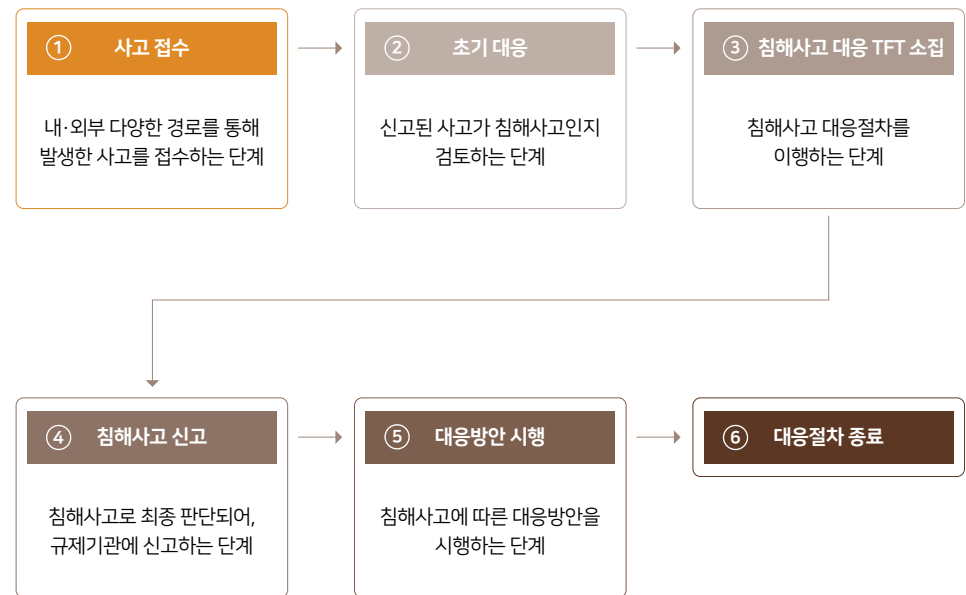 ① 사고 접수
내·외부 다양한 경로를 통해
발생한 사고를 접수하는 단계
② 초기 대응
신고된 사고가 침해사고인지
검토하는 단계
③ 침해사고 대응 TFT 소집
침해사고 대응절차를
이행하는 단계
④ 침해사고 신고
침해사고로 최종 판단되어,
규제기관에 신고하는 단계
⑤ 대응방안 시행
침해사고에 따른 대응방안을
시행하는 단계
⑥ 대응절차 종료